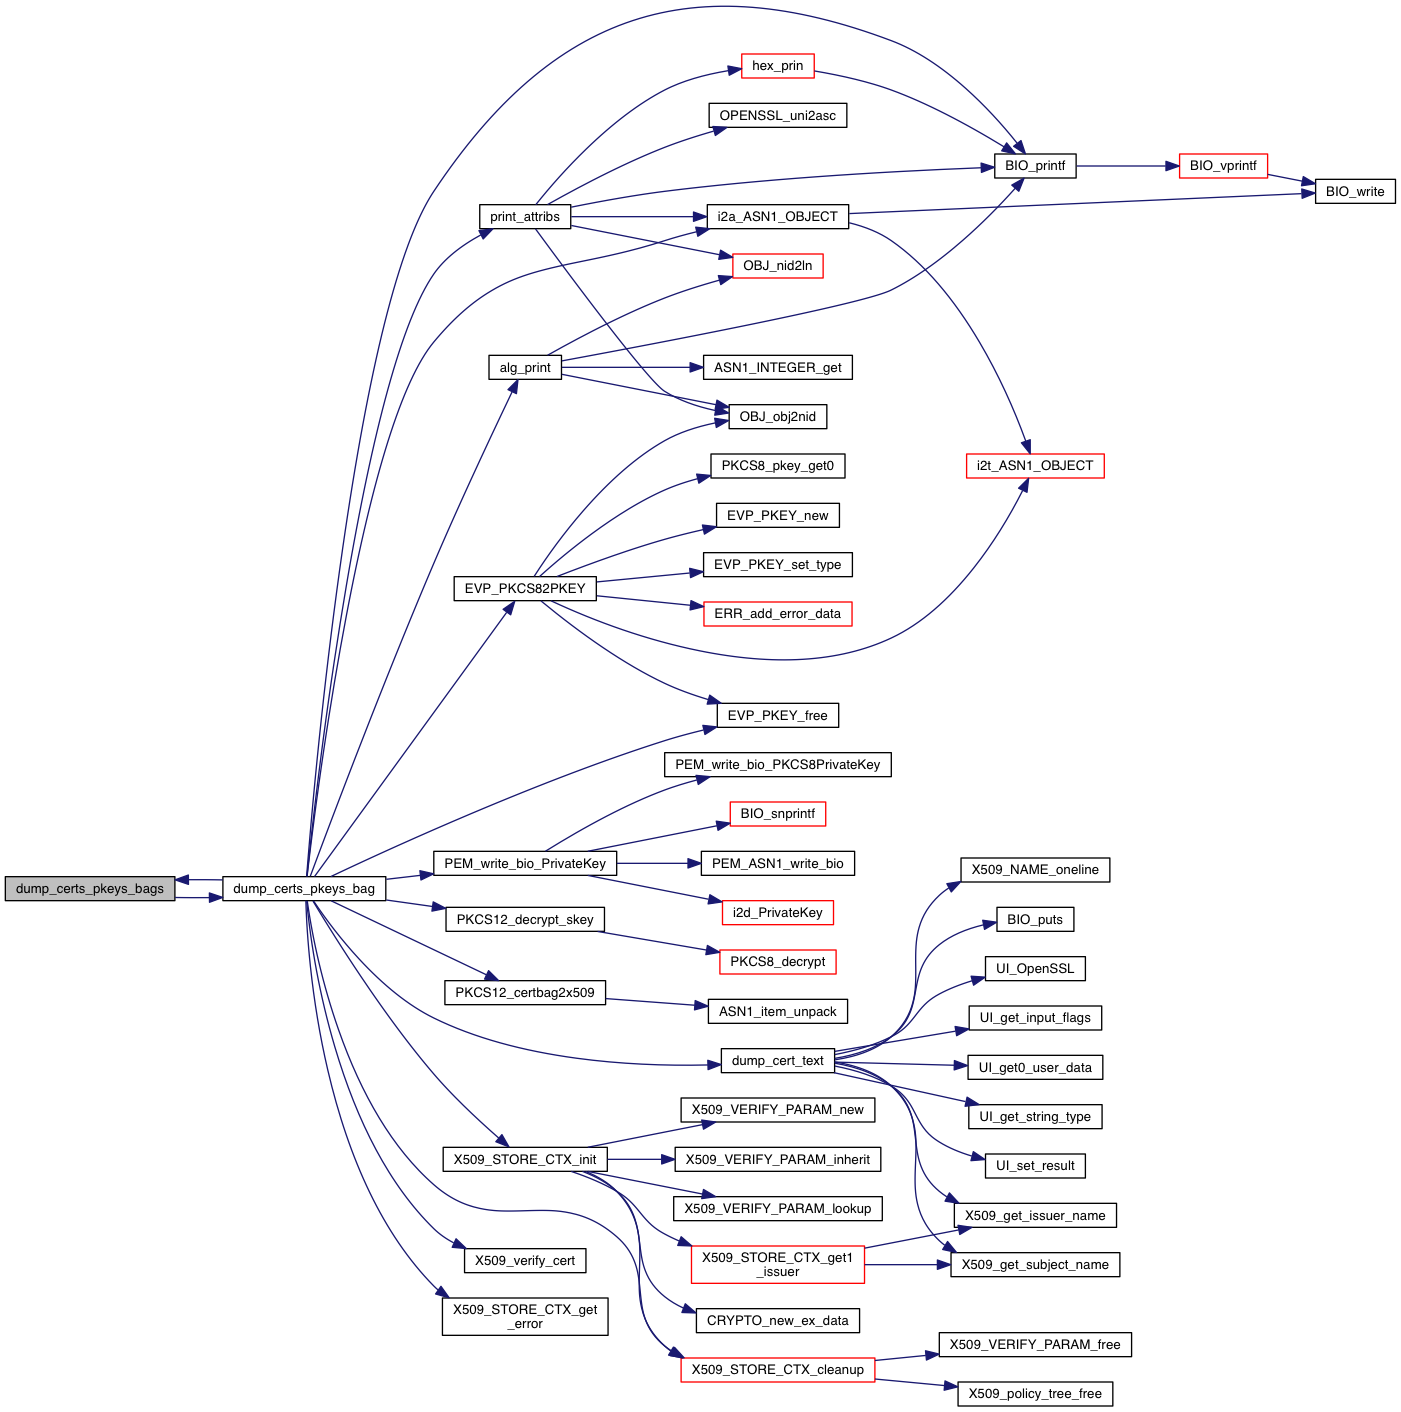 hex_prin
OPENSSL_uni2asc
BIO_printf
BIO_vprintf
BIO_write
print_attribs
i2a_ASN1_OBJECT
OBJ_nid2ln
alg_print
ASN1_INTEGER_get
OBJ_obj2nid
PKCS8_pkey_get0
i2t_ASN1_OBJECT
EVP_PKEY_new
EVP_PKEY_set_type
EVP_PKCS82PKEY
ERR_add_error_data
EVP_PKEY_free
PEM_write_bio_PKCS8PrivateKey
BIO_snprintf
PEM_write_bio_PrivateKey
PEM_ASN1_write_bio
X509_NAME_oneline
dump_certs_pkeys_bags
dump_certs_pkeys_bag
i2d_PrivateKey
PKCS12_decrypt_skey
BIO_puts
PKCS8_decrypt
UI_OpenSSL
PKCS12_certbag2x509
ASN1_item_unpack
UI_get_input_flags
dump_cert_text
UI_get0_user_data
X509_VERIFY_PARAM_new
UI_get_string_type
X509_STORE_CTX_init
X509_VERIFY_PARAM_inherit
UI_set_result
X509_VERIFY_PARAM_lookup
X509_get_issuer_name
X509_verify_cert
X509_STORE_CTX_get1
_issuer
X509_get_subject_name
X509_STORE_CTX_get
_error
CRYPTO_new_ex_data
X509_VERIFY_PARAM_free
X509_STORE_CTX_cleanup
X509_policy_tree_free